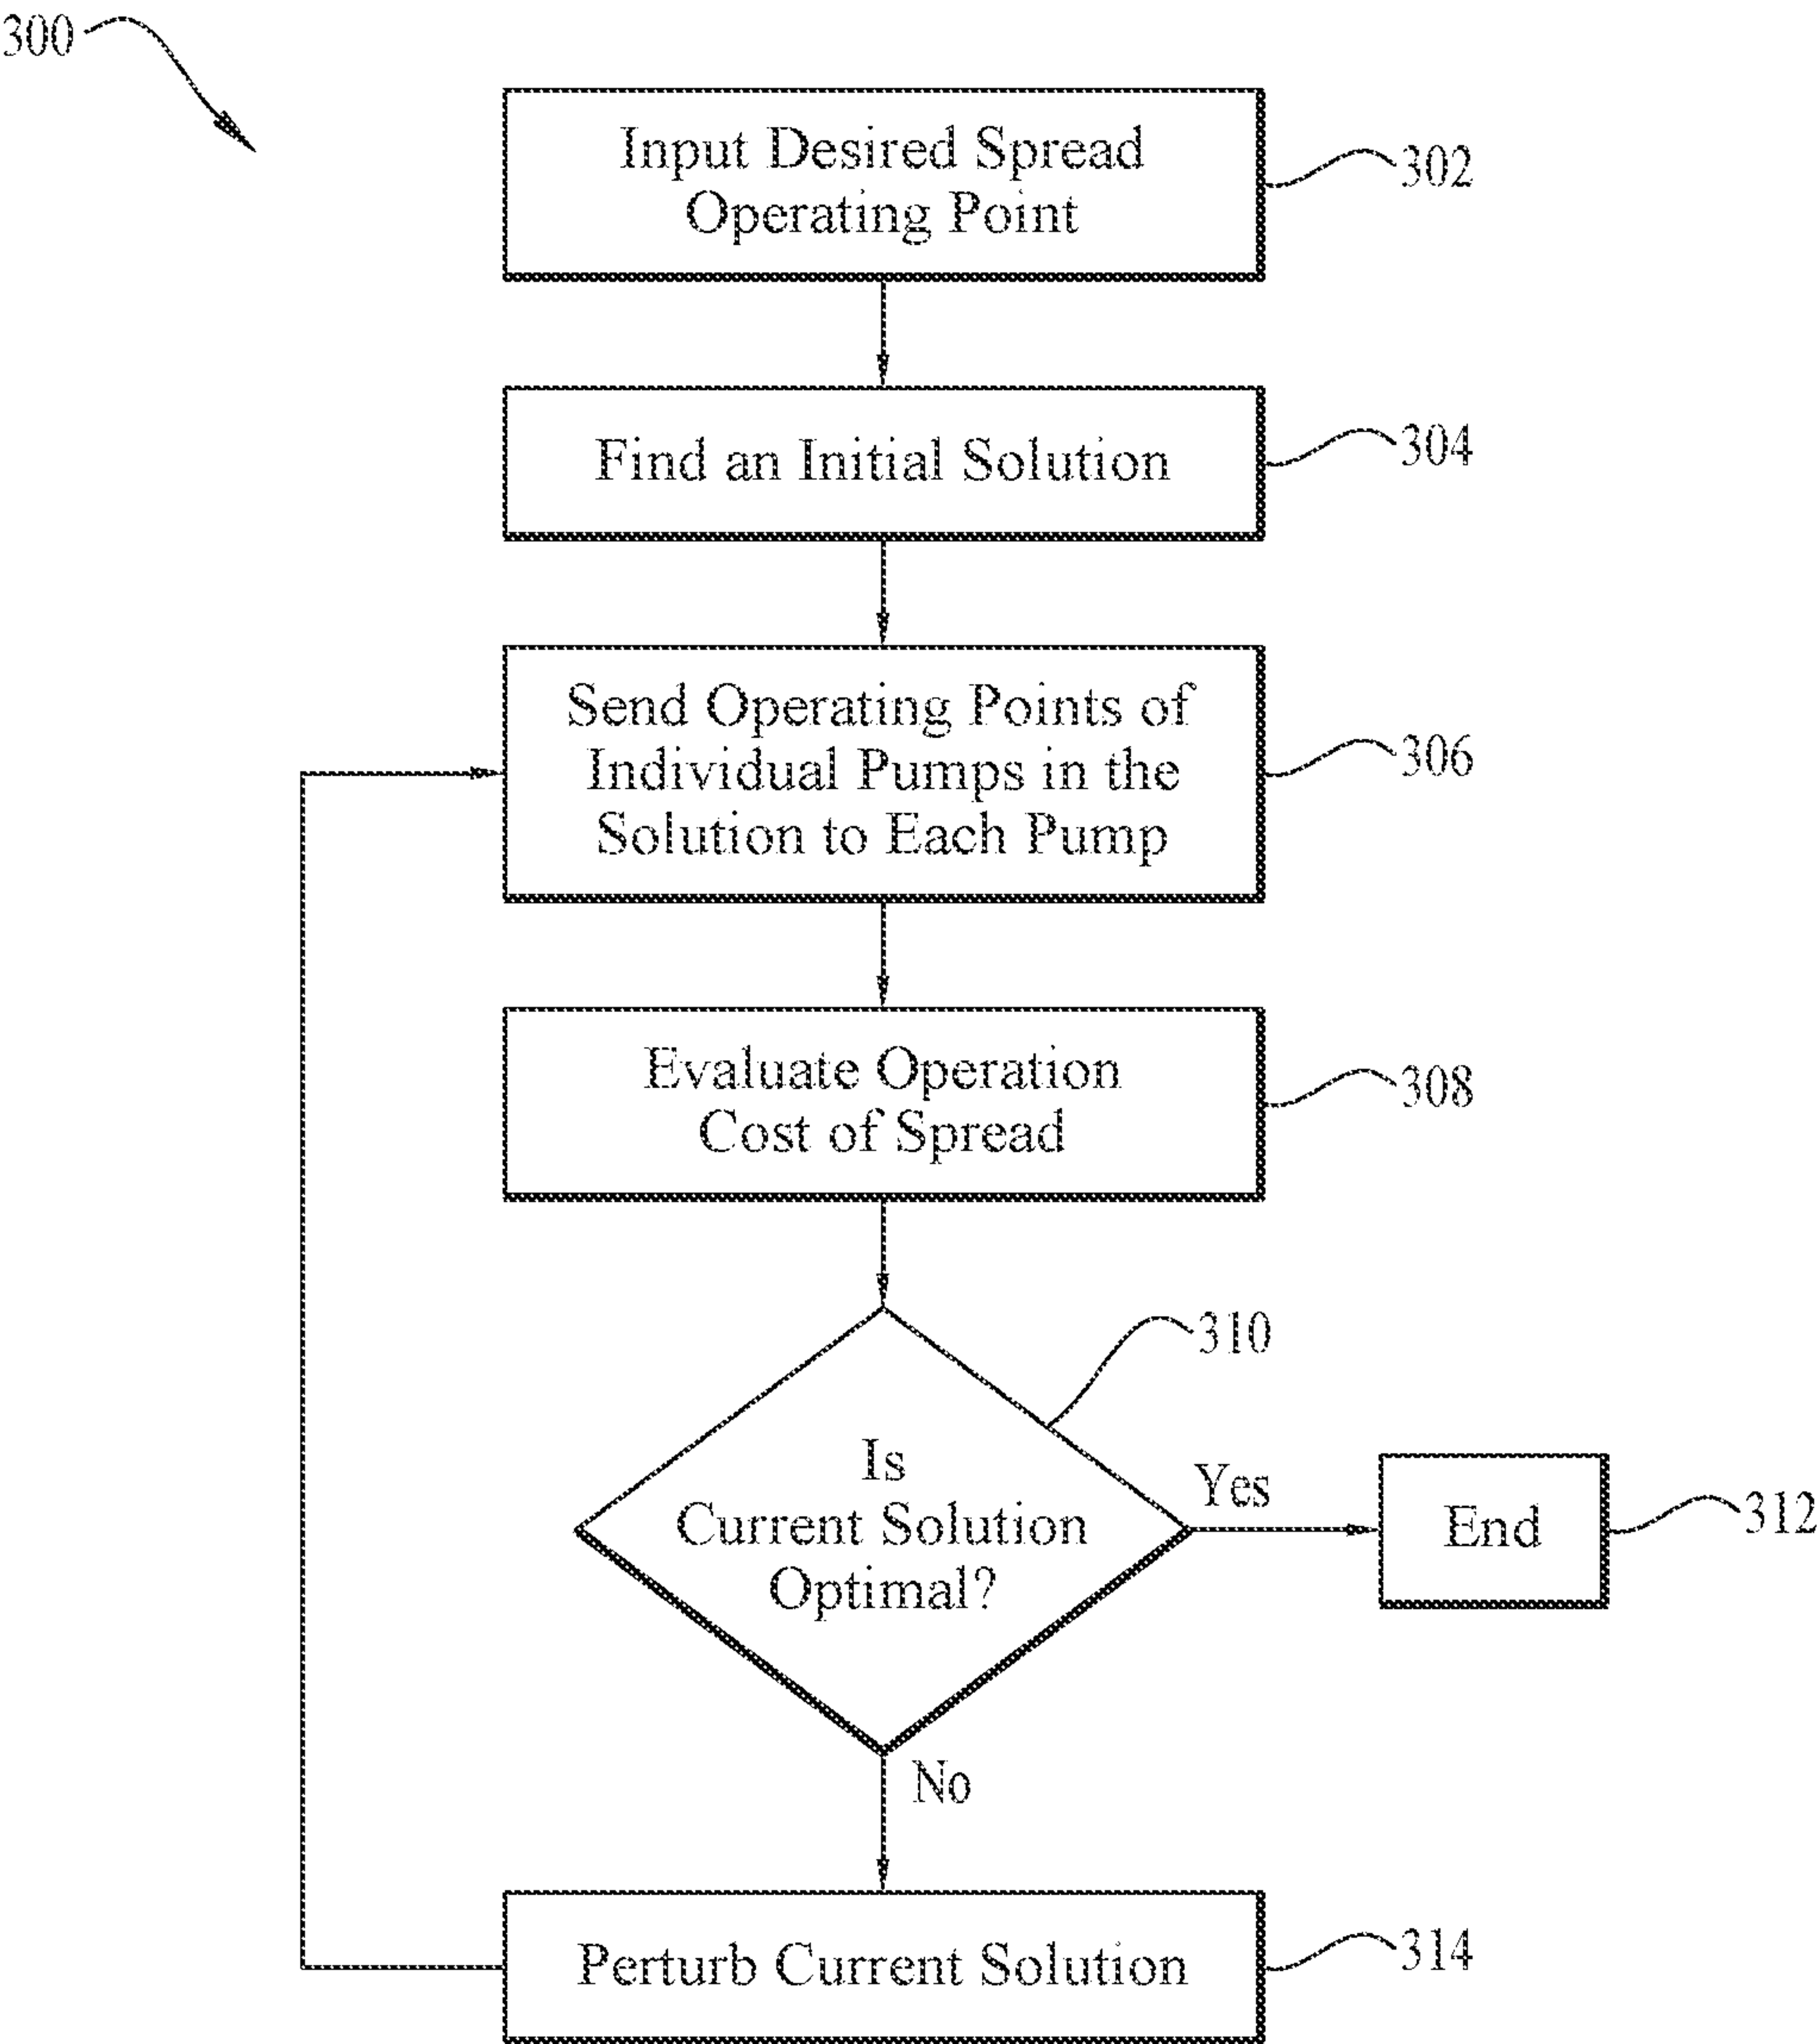 300
Input Desired Spread
Operating Point
302
Find an Initial Solution
304
Send Operating Points of
Individual Pumps in the
Solution to Each Pump
306
Evaluate Operation
Cost of Spread
308
310
Is
Current Solution
Optimal?
Yes
End
312
No
Perturb Current Solution
314